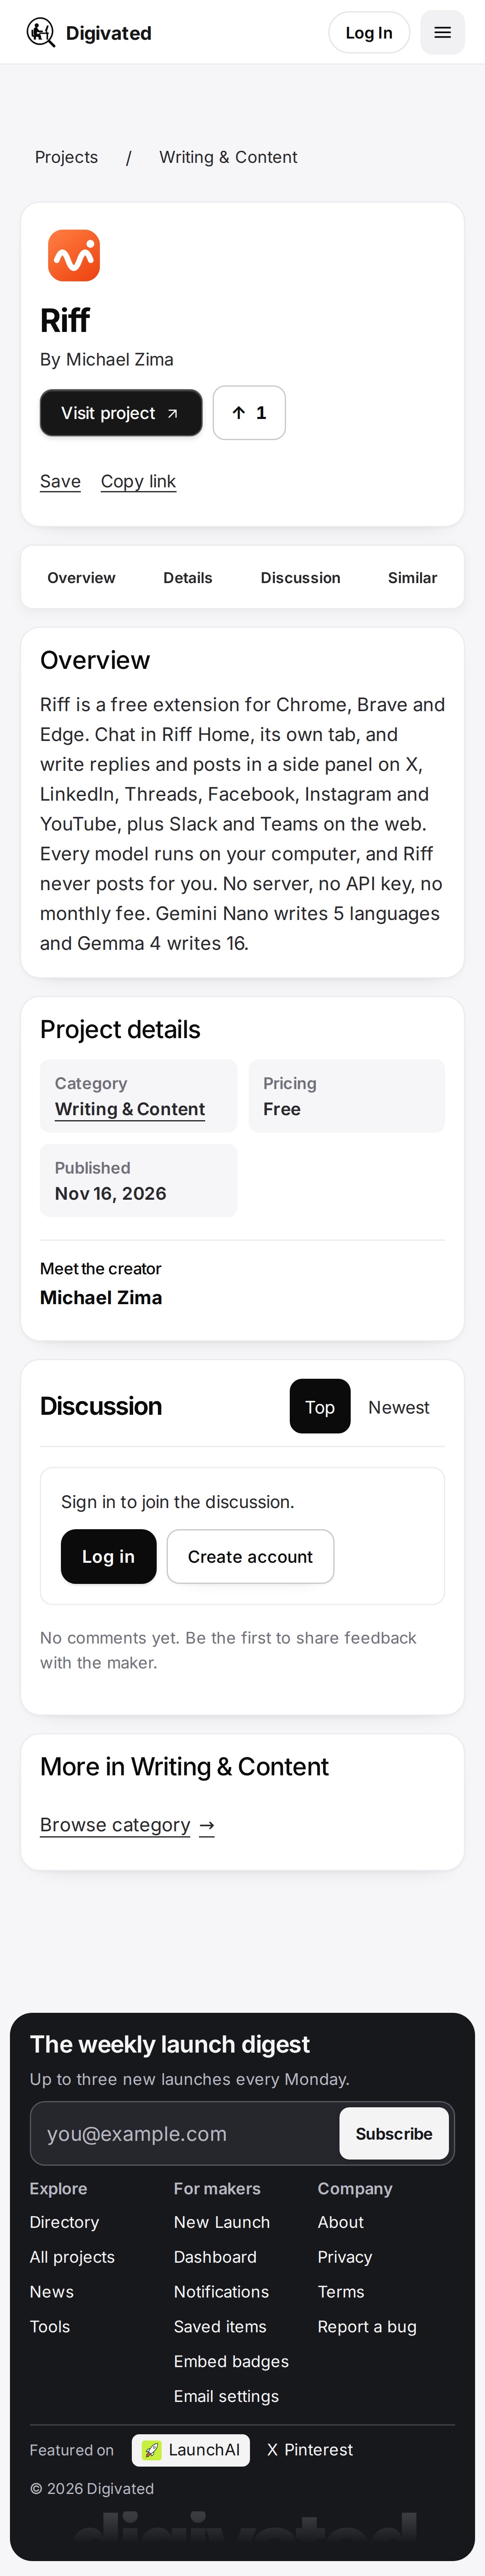 Digivated
Log In
Projects / Writing & Content
Riff
By Michael Zima
Visit project ↗
↑ 1
Save Copy link
Overview Details Discussion Similar
Overview
Riff is a free extension for Chrome, Brave and
Edge. Chat in Riff Home, its own tab, and
write replies and posts in a side panel on X,
LinkedIn, Threads, Facebook, Instagram and
YouTube, plus Slack and Teams on the web.
Every model runs on your computer, and Riff
never posts for you. No server, no API key, no
monthly fee. Gemini Nano writes 5 languages
and Gemma 4 writes 16.
Project details
Category
Writing & Content
Pricing
Free
Published
Nov 16, 2026
Meet the creator
Michael Zima
Discussion
Top Newest
Sign in to join the discussion.
Log in Create account
No comments yet. Be the first to share feedback
with the maker.
More in Writing & Content
Browse category →
The weekly launch digest
Up to three new launches every Monday.
you@example.com
Subscribe
Explore
Directory
All projects
News
Tools
For makers
New Launch
Dashboard
Notifications
Saved items
Embed badges
Email settings
Company
About
Privacy
Terms
Report a bug
Featured on LaunchAI X Pinterest
© 2026 Digivated
digivated